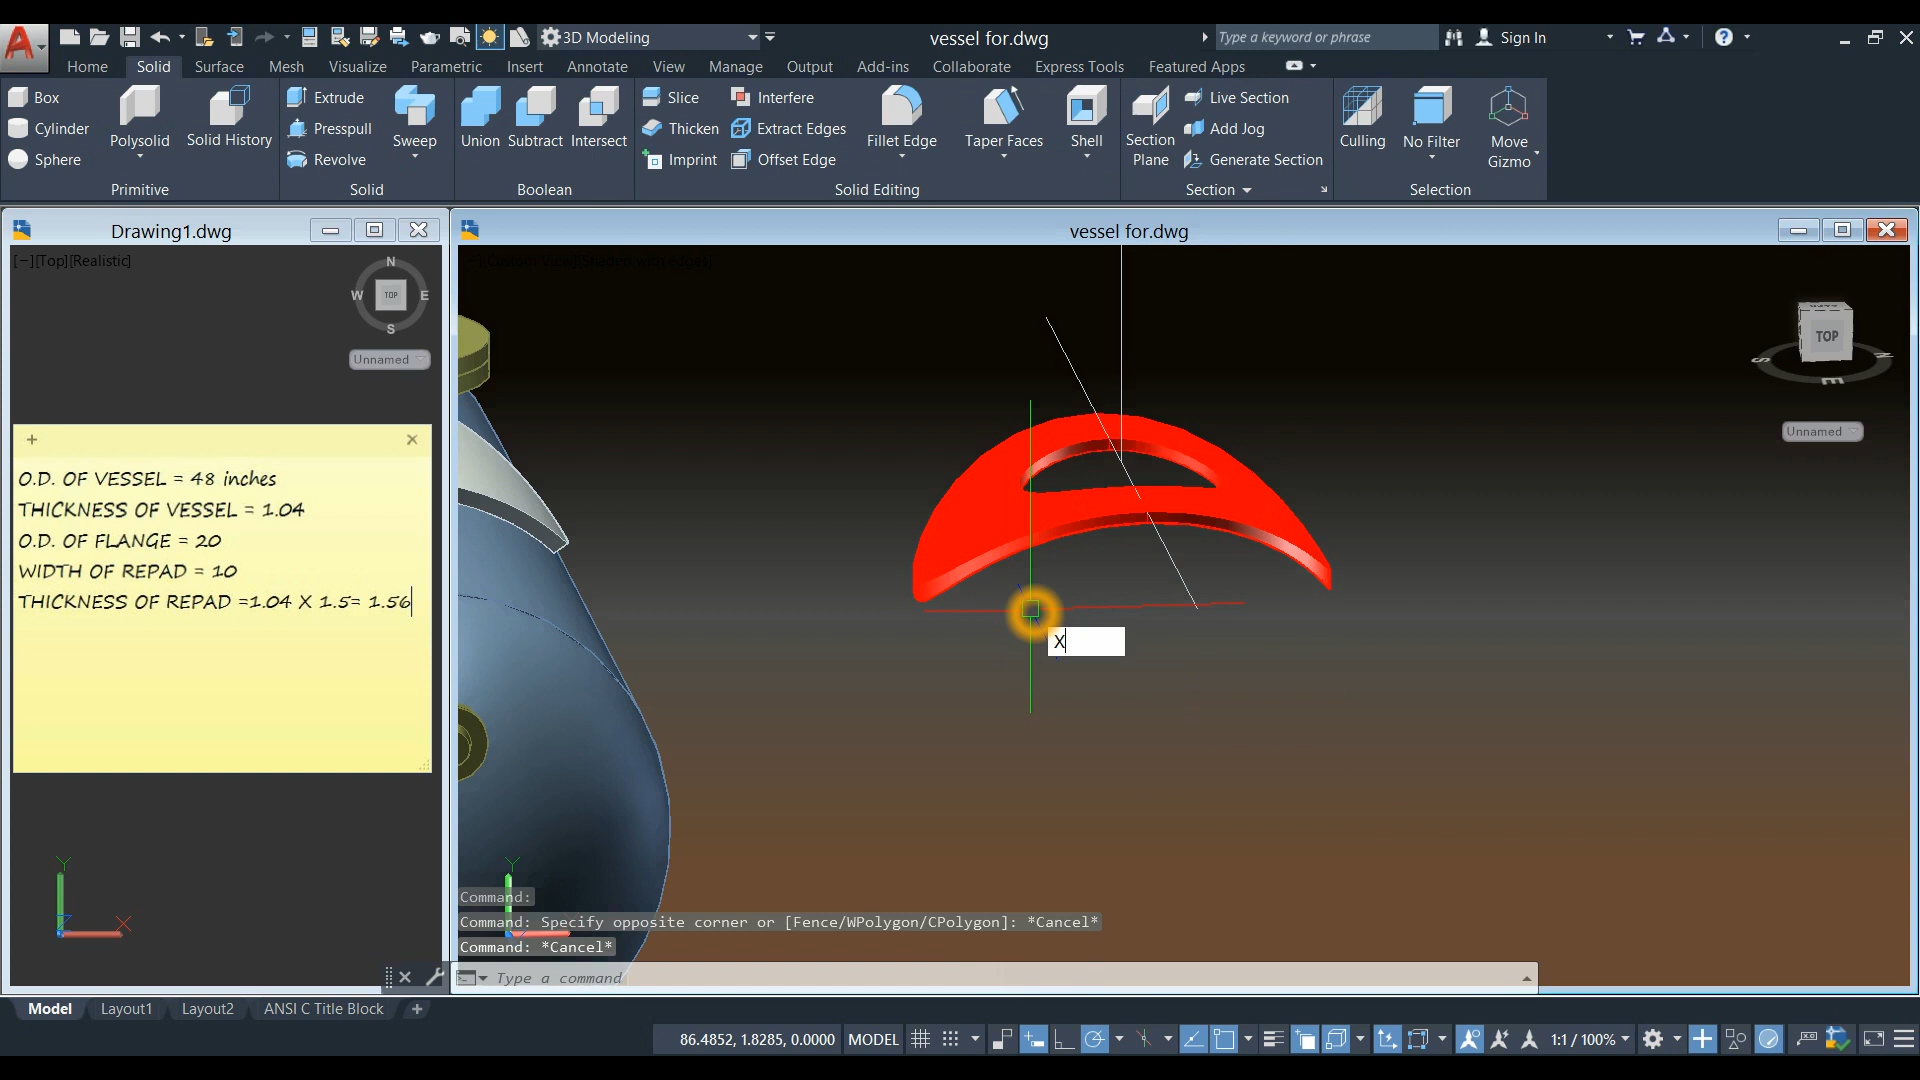 3D Modeling
vessel for.dwg
Type a keyword or phrase
Sign In
Home Solid Surface Mesh Visualize Parametric Insert Annotate View Manage Output Add-ins Collaborate Express Tools Featured Apps
Box
Cylinder
Sphere
Polysolid
Solid History
Primitive
Extrude
Presspull
Revolve
Sweep
Solid
Union Subtract Intersect
Boolean
Slice
Thicken
Imprint
Interfere
Extract Edges
Offset Edge
Fillet Edge
Taper Faces
Shell
Solid Editing
Section Plane
Live Section
Add Jog
Generate Section
Section
Culling
No Filter
Move Gizmo
Selection
Drawing1.dwg
[−][Top][Realistic]
N
W TOP E
S
Unnamed
O.D. OF VESSEL = 48 inches
THICKNESS OF VESSEL = 1.04
O.D. OF FLANGE = 20
WIDTH OF REPAD = 10
THICKNESS OF REPAD =1.04 X 1.5= 1.56
Y
X
vessel for.dwg
TOP
S N
E
Unnamed
X
Y
Command:
Command: Specify opposite corner or [Fence/WPolygon/CPolygon]: *Cancel*
Command: *Cancel*
Type a command
Model Layout1 Layout2 ANSI C Title Block +
86.4852, 1.8285, 0.0000 MODEL 1:1 / 100%